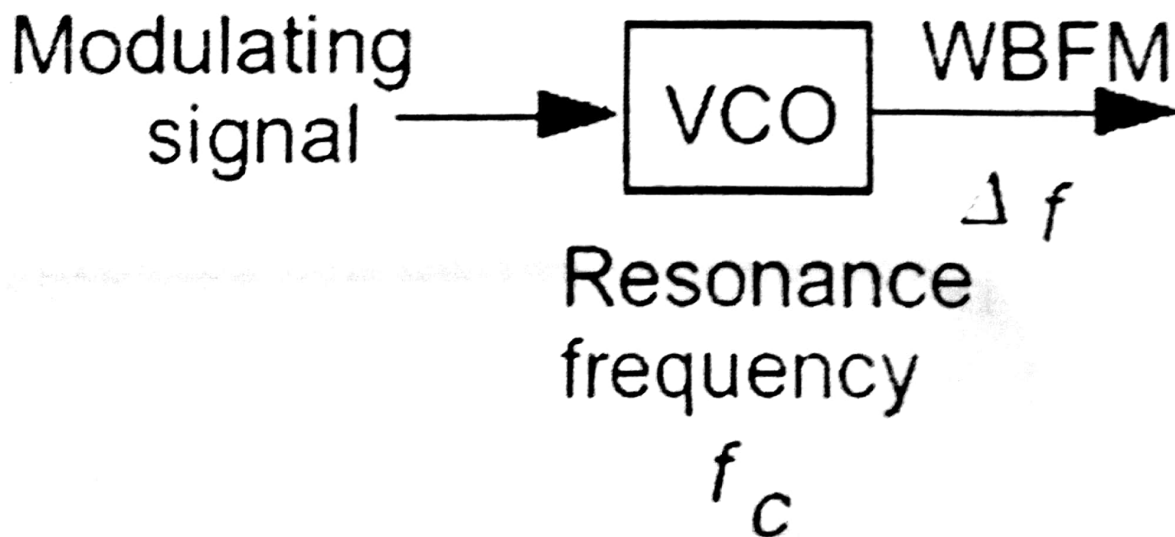 Modulating
signal
VCO
WBFM
Δ f
Resonance
frequency
f c